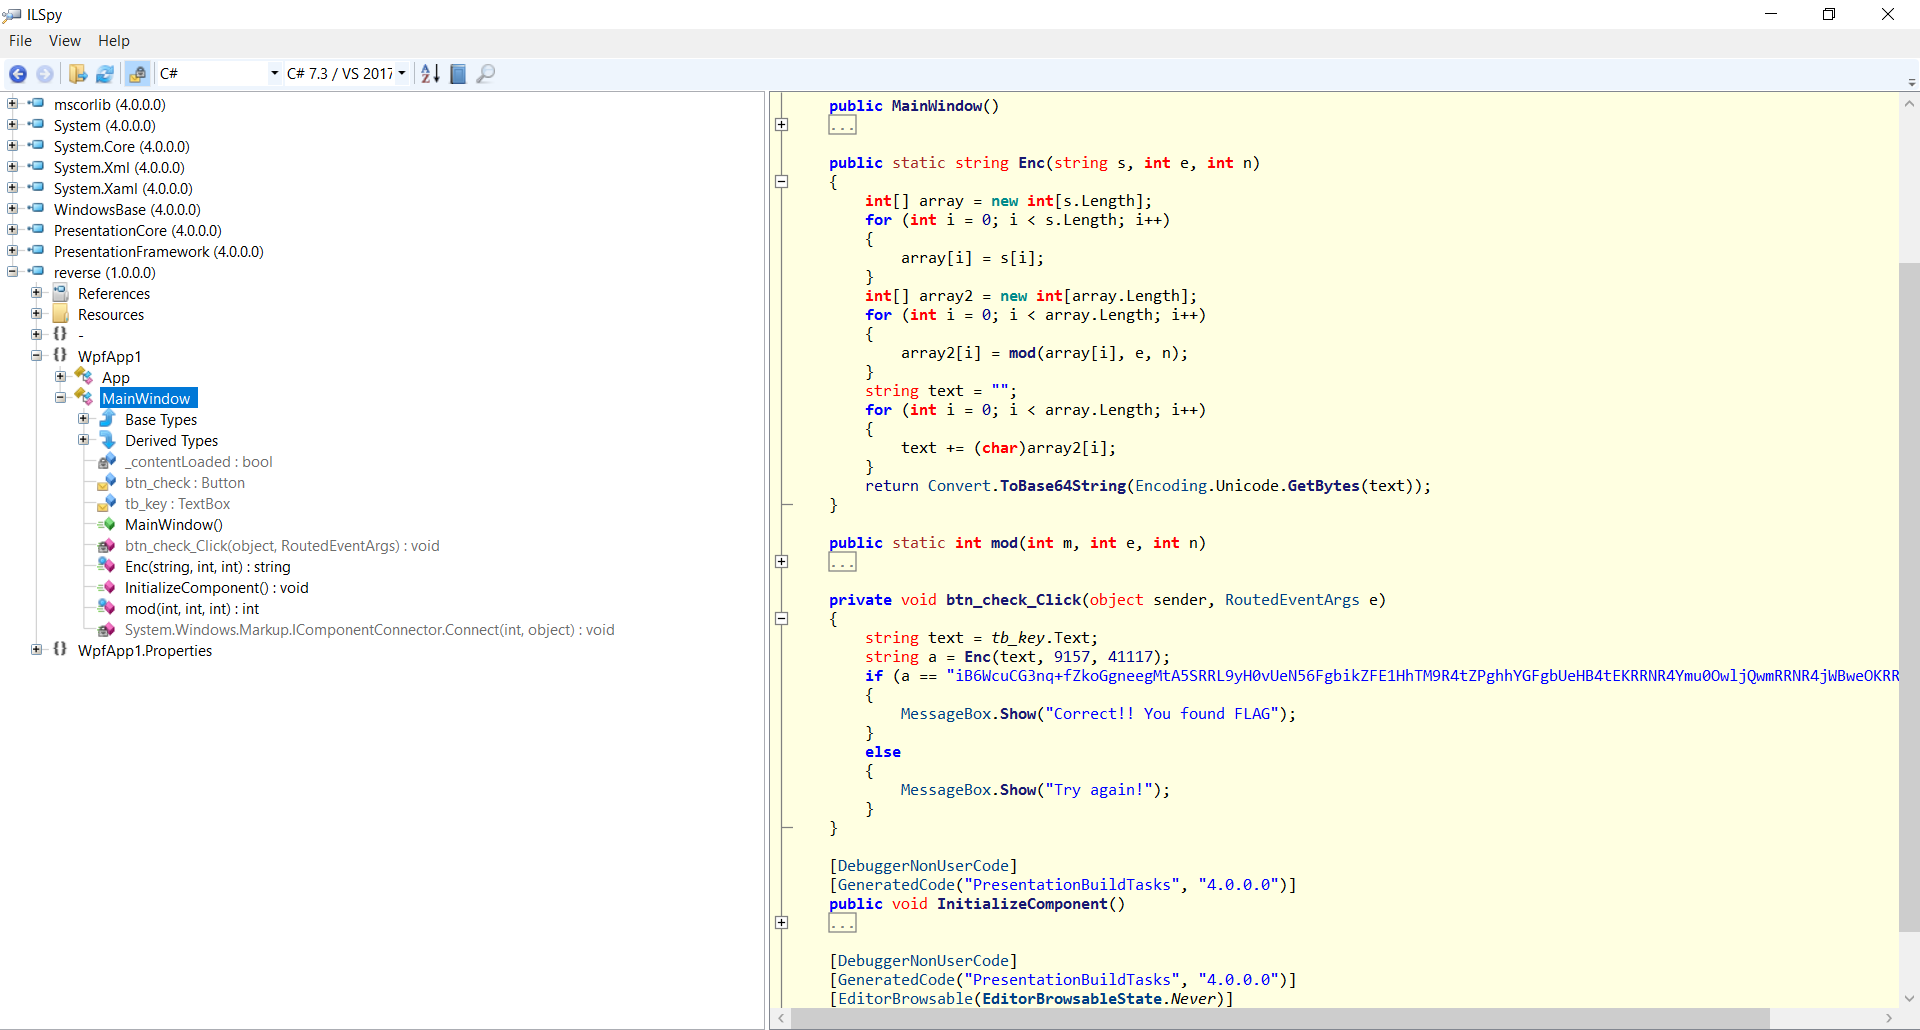 ILSpy
File View Help
C# C# 7.3 / VS 2017
mscorlib (4.0.0.0)
System (4.0.0.0)
System.Core (4.0.0.0)
System.Xml (4.0.0.0)
System.Xaml (4.0.0.0)
WindowsBase (4.0.0.0)
PresentationCore (4.0.0.0)
PresentationFramework (4.0.0.0)
reverse (1.0.0.0)
References
Resources
{} -
{} WpfApp1
App
MainWindow
Base Types
Derived Types
_contentLoaded : bool
btn_check : Button
tb_key : TextBox
MainWindow()
btn_check_Click(object, RoutedEventArgs) : void
Enc(string, int, int) : string
InitializeComponent() : void
mod(int, int, int) : int
System.Windows.Markup.IComponentConnector.Connect(int, object) : void
{} WpfApp1.Properties
public MainWindow()
...
public static string Enc(string s, int e, int n)
{
int[] array = new int[s.Length];
for (int i = 0; i < s.Length; i++)
{
array[i] = s[i];
}
int[] array2 = new int[array.Length];
for (int i = 0; i < array.Length; i++)
{
array2[i] = mod(array[i], e, n);
}
string text = "";
for (int i = 0; i < array.Length; i++)
{
text += (char)array2[i];
}
return Convert.ToBase64String(Encoding.Unicode.GetBytes(text));
}
public static int mod(int m, int e, int n)
...
private void btn_check_Click(object sender, RoutedEventArgs e)
{
string text = tb_key.Text;
string a = Enc(text, 9157, 41117);
if (a == "iB6WcuCG3nq+fZkoGgneegMtA5SRRL9yH0vUeN56FgbikZFE1HhTM9R4tZPghhYGFgbUeHB4tEKRRNR4Ymu0OwljQwmRRNR4jWBweOKRR
{
MessageBox.Show("Correct!! You found FLAG");
}
else
{
MessageBox.Show("Try again!");
}
}
[DebuggerNonUserCode]
[GeneratedCode("PresentationBuildTasks", "4.0.0.0")]
public void InitializeComponent()
...
[DebuggerNonUserCode]
[GeneratedCode("PresentationBuildTasks", "4.0.0.0")]
[EditorBrowsable(EditorBrowsableState.Never)]